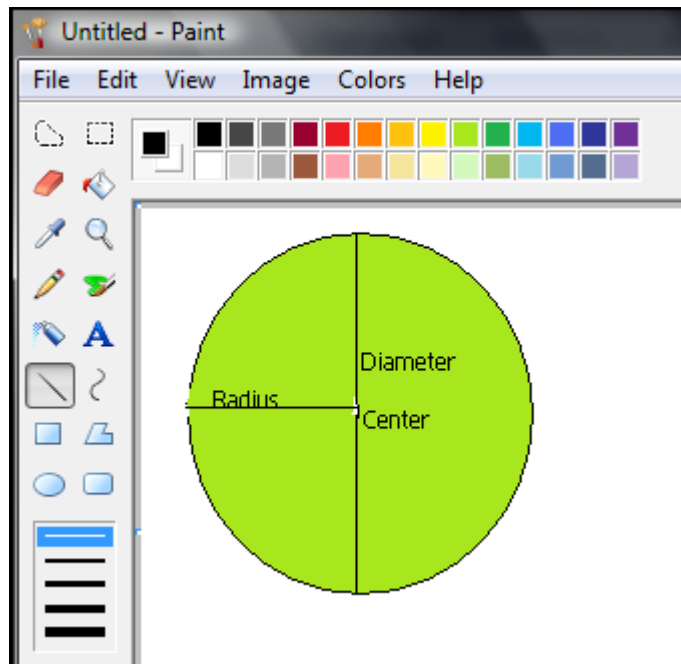 Untitled - Paint
File Edit View Image Colors Help
A
Diameter
Radius
Center